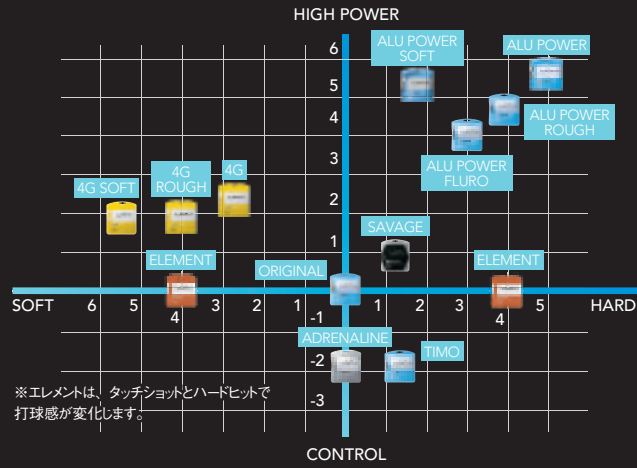 HIGH POWER
ALU POWER
SOFT
ALU POWER
6
5
ALU POWER
ROUGH
4
ALU POWER
FLURO
3
4G
ROUGH
4G
4G SOFT
2
SAVAGE
1
ELEMENT
ORIGINAL
ELEMENT
SOFT 6 5 4 3 2 1 1 2 3 4 5 HARD
-1
ADRENALINE
TIMO
-2
※エレメントは、タッチショットとハードヒットで
打球感が変化します。
-3
CONTROL